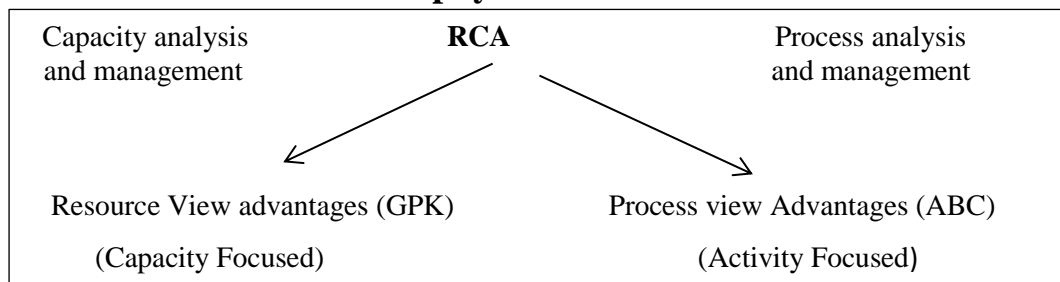 Capacity analysis and management
RCA
Process analysis and management
Resource View advantages (GPK)
Process view Advantages (ABC)
(Capacity Focused)
(Activity Focused)